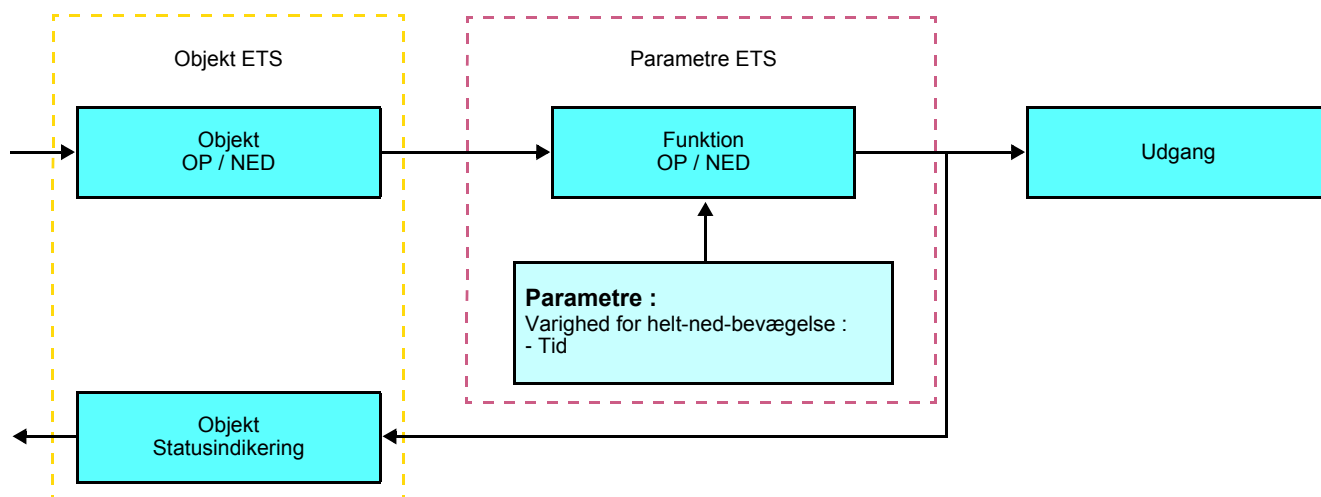 Objekt ETS
Parametre ETS
Objekt
OP / NED
Funktion
OP / NED
Udgang
Parametre :
Varighed for helt-ned-bevægelse :
- Tid
Objekt
Statusindikering